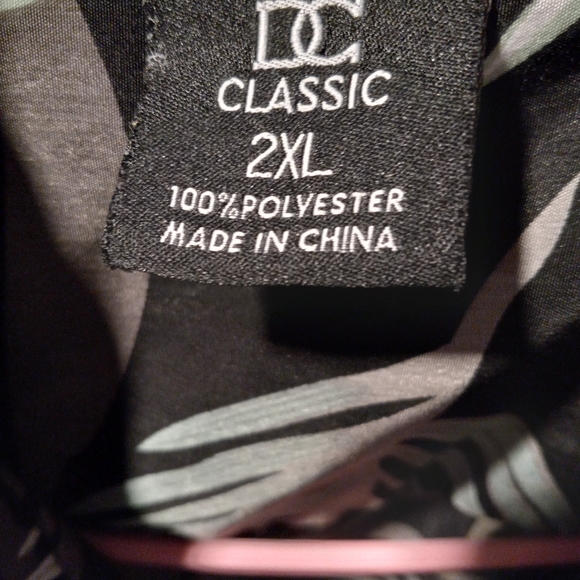 DC
CLASSIC
2XL
100%POLYESTER
MADE IN CHINA